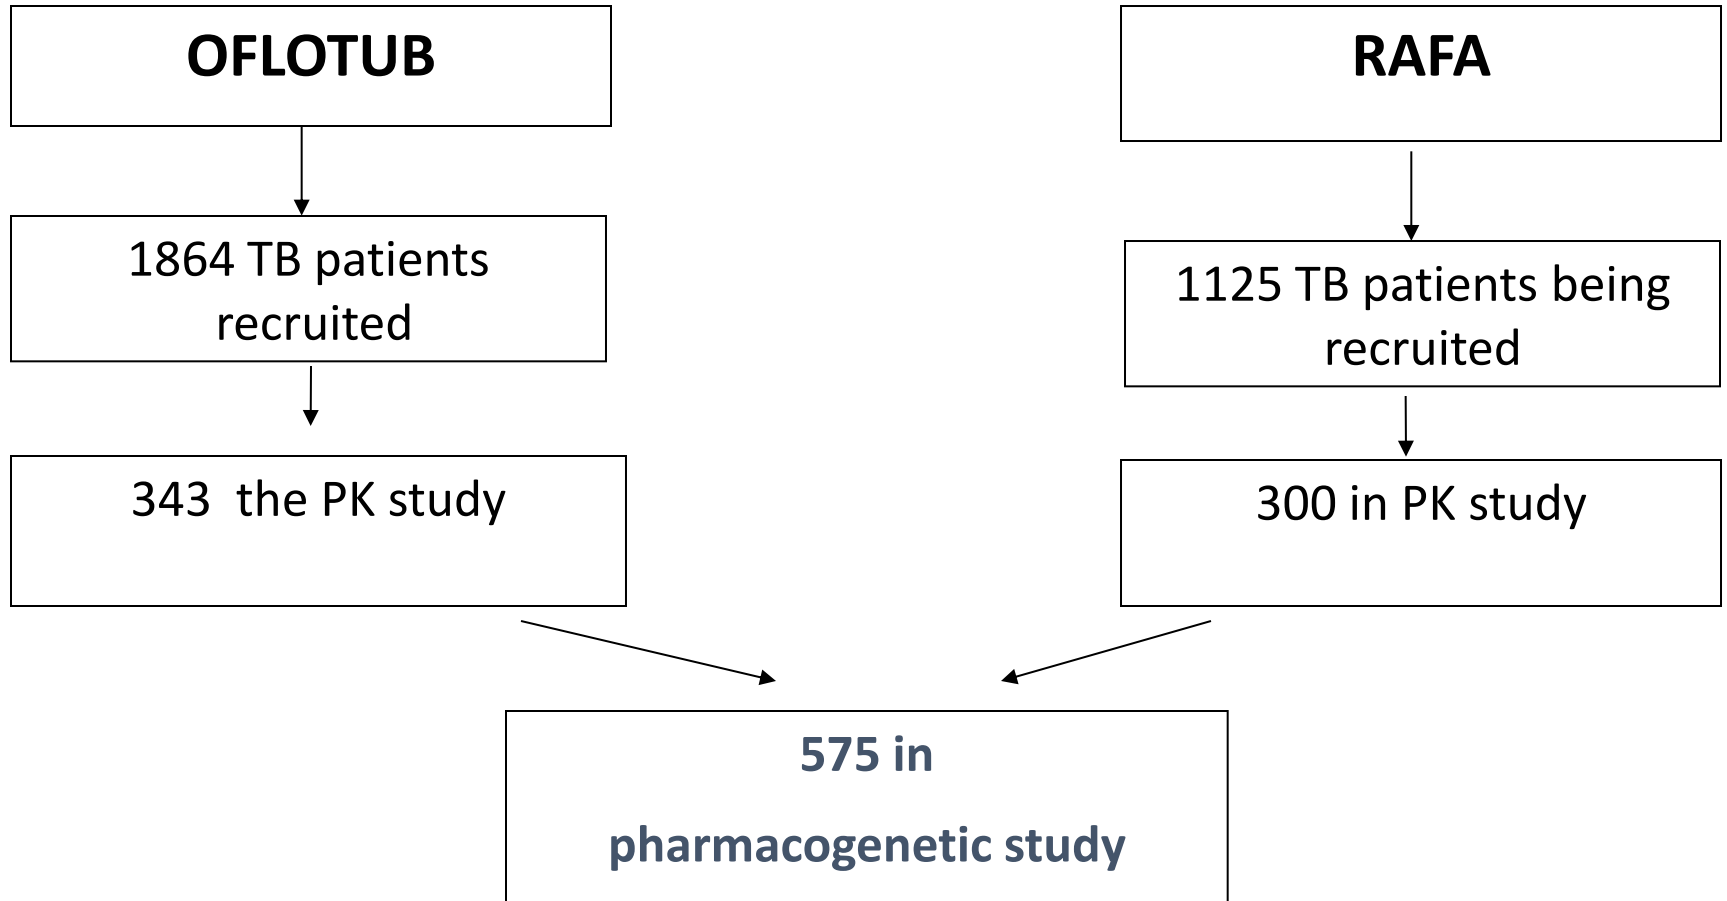 OFLOTUB
1864 TB patients
recruited
343  the PK study
RAFA
1125 TB patients being
recruited
300 in PK study
575 in
pharmacogenetic study